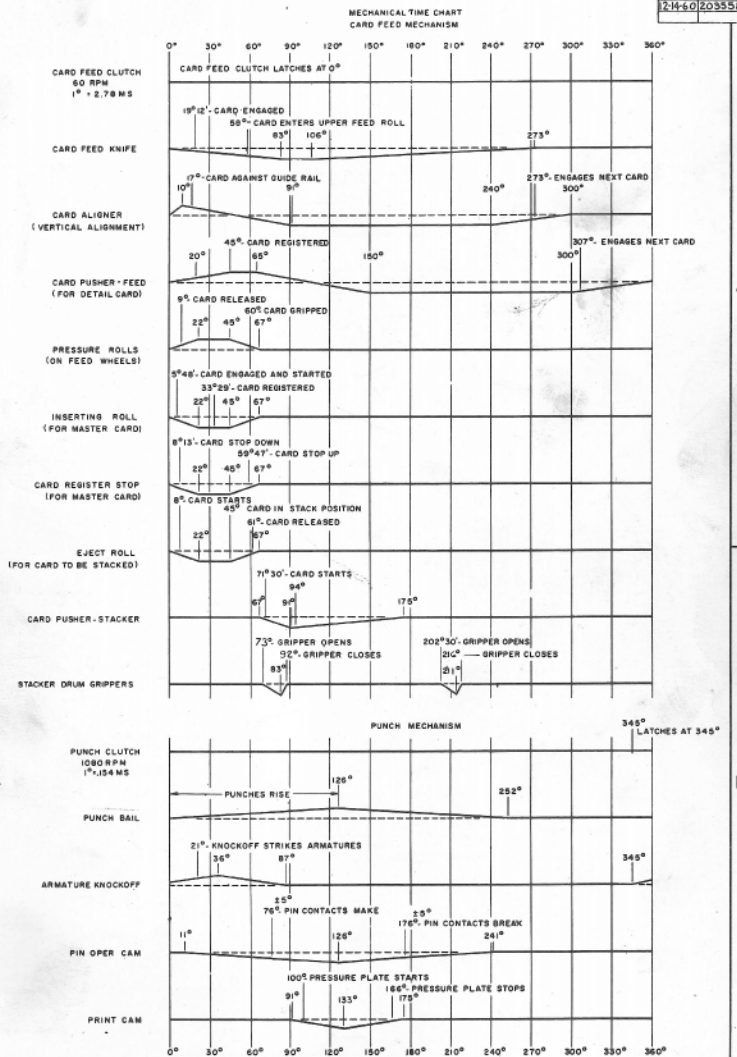 12-14-60 20355
MECHANICAL TIME CHART
CARD FEED MECHANISM
0° 30° 60° 90° 120° 150° 180° 210° 240° 270° 300° 330° 360°
CARD FEED CLUTCH
60 RPM
1° = 2.78 MS
CARD FEED CLUTCH LATCHES AT 0°
19°12'- CARD ENGAGED
58°- CARD ENTERS UPPER FEED ROLL
83° 106° 273°
CARD FEED KNIFE
17°- CARD AGAINST GUIDE RAIL 273°- ENGAGES NEXT CARD
10° 91° 240° 300°
CARD ALIGNER
(VERTICAL ALIGNMENT)
45°- CARD REGISTERED 307°- ENGAGES NEXT CARD
20° 65° 150° 300°
CARD PUSHER-FEED
(FOR DETAIL CARD)
9°- CARD RELEASED
60°- CARD GRIPPED
22° 45° 67°
PRESSURE ROLLS
(ON FEED WHEELS)
5°48'- CARD ENGAGED AND STARTED
33°29'- CARD REGISTERED
22° 45° 67°
INSERTING ROLL
(FOR MASTER CARD)
8°13'- CARD STOP DOWN
59°47'- CARD STOP UP
22° 45° 67°
CARD REGISTER STOP
(FOR MASTER CARD)
8°- CARD STARTS
45° CARD IN STACK POSITION
61°- CARD RELEASED
22° 67°
EJECT ROLL
(FOR CARD TO BE STACKED)
71°30'- CARD STARTS
94°
67° 91° 175°
CARD PUSHER-STACKER
73°- GRIPPER OPENS 202°30'- GRIPPER OPENS
92°- GRIPPER CLOSES 216° — GRIPPER CLOSES
83° 211°
STACKER DRUM GRIPPERS
PUNCH MECHANISM
345°
LATCHES AT 345°
PUNCH CLUTCH
1080 RPM
1°=.154 MS
126°
PUNCHES RISE 252°
PUNCH BAIL
21°- KNOCKOFF STRIKES ARMATURES
36° 87° 345°
ARMATURE KNOCKOFF
±5°
76°- PIN CONTACTS MAKE
±5°
176°- PIN CONTACTS BREAK
11° 126° 241°
PIN OPER CAM
100°- PRESSURE PLATE STARTS
166°- PRESSURE PLATE STOPS
91° 133° 175°
PRINT CAM
0° 30° 60° 90° 120° 150° 180° 210° 240° 270° 300° 330° 360°